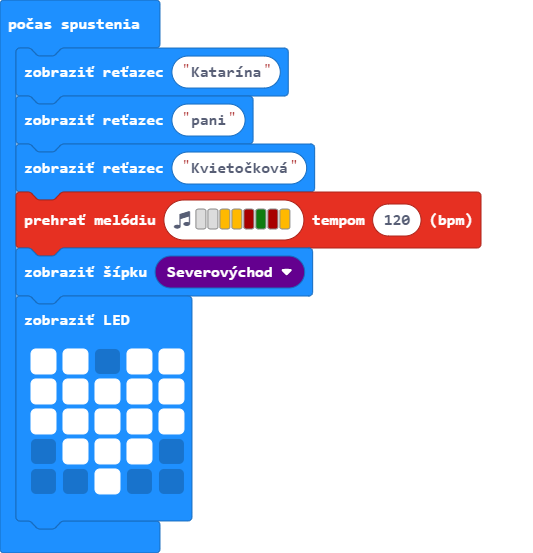 počas spustenia
zobraziť reťazec "Katarína"
zobraziť reťazec "pani"
zobraziť reťazec "Kvietočková"
prehrať melódiu tempom 120 (bpm)
zobraziť šípku Severovýchod
zobraziť LED